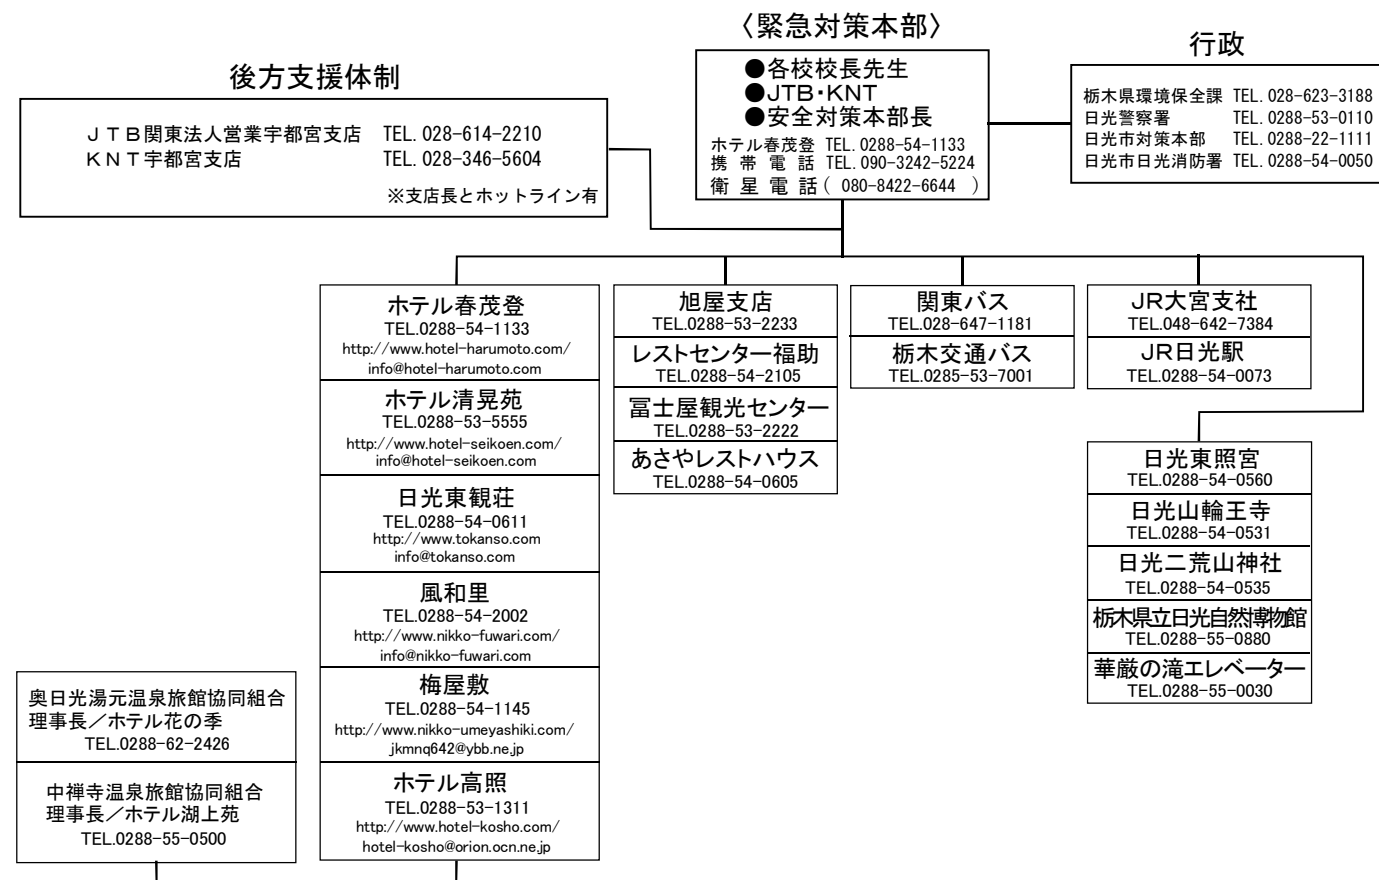 〈緊急対策本部〉
●各校校長先生
●JTB・KNT
●安全対策本部長
ホテル春茂登 TEL.0288-54-1133
携帯電話 TEL.090-3242-5224
衛星電話( 080-8422-6644 )
行政
栃木県環境保全課 TEL.028-623-3188
日光警察署 TEL.0288-53-0110
日光市対策本部 TEL.0288-22-1111
日光市日光消防署 TEL.0288-54-0050
後方支援体制
JTB関東法人営業宇都宮支店 TEL.028-614-2210
KNT宇都宮支店 TEL.028-346-5604
※支店長とホットライン有
ホテル春茂登
TEL.0288-54-1133
http://www.hotel-harumoto.com/
info@hotel-harumoto.com
ホテル清晃苑
TEL.0288-53-5555
http://www.hotel-seikoen.com/
info@hotel-seikoen.com
日光東観荘
TEL.0288-54-0611
http://www.tokanso.com
info@tokanso.com
風和里
TEL.0288-54-2002
http://www.nikko-fuwari.com/
info@nikko-fuwari.com
梅屋敷
TEL.0288-54-1145
http://www.nikko-umeyashiki.com/
jkmnq642@ybb.ne.jp
ホテル高照
TEL.0288-53-1311
http://www.hotel-kosho.com/
hotel-kosho@orion.ocn.ne.jp
旭屋支店
TEL.0288-53-2233
レストセンター福助
TEL.0288-54-2105
冨士屋観光センター
TEL.0288-53-2222
あさやレストハウス
TEL.0288-54-0605
関東バス
TEL.028-647-1181
栃木交通バス
TEL.0285-53-7001
JR大宮支社
TEL.048-642-7384
JR日光駅
TEL.0288-54-0073
日光東照宮
TEL.0288-54-0560
日光山輪王寺
TEL.0288-54-0531
日光二荒山神社
TEL.0288-54-0535
栃木県立日光自然博物館
TEL.0288-55-0880
華厳の滝エレベーター
TEL.0288-55-0030
奥日光湯元温泉旅館協同組合
理事長／ホテル花の季
TEL.0288-62-2426
中禅寺温泉旅館協同組合
理事長／ホテル湖上苑
TEL.0288-55-0500